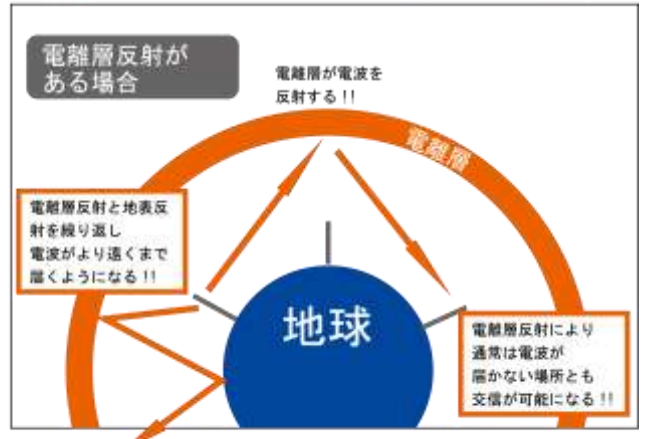 電離層反射が
ある場合
電離層が電波を
反射する!!
電離層
電離層反射と地表反
射を繰り返し
電波がより遠くまで
届くようになる!!
地球
電離層反射により
通常は電波が
届かない場所とも
交信が可能になる!!